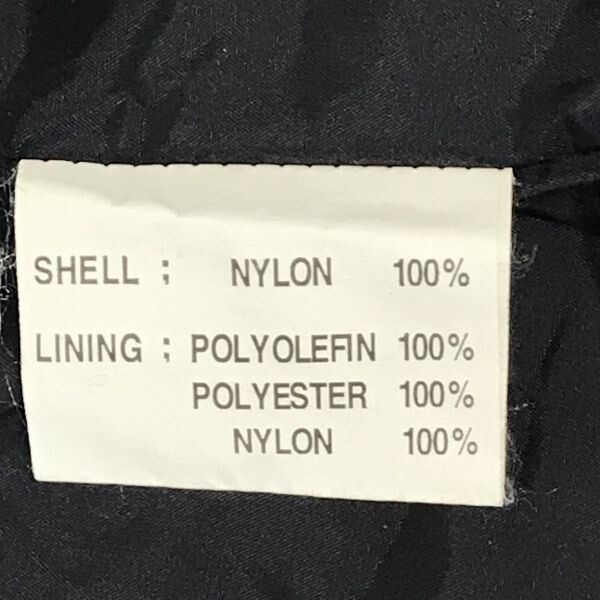 SHELL ; NYLON 100%
LINING ; POLYOLEFIN 100%
POLYESTER 100%
NYLON 100%